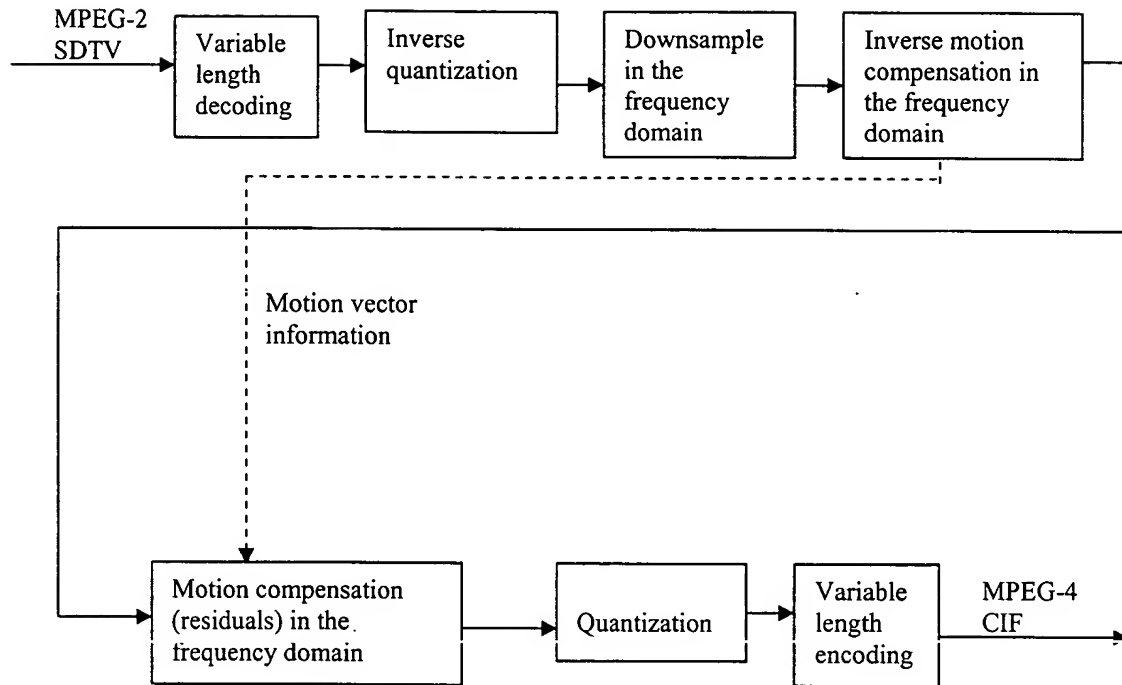 MPEG-2
SDTV
Variable
length
decoding
Inverse
quantization
Downsample
in the
frequency
domain
Inverse motion
compensation in
the frequency
domain
Motion vector
information
Motion compensation
(residuals) in the
frequency domain
Quantization
Variable
length
encoding
MPEG-4
CIF